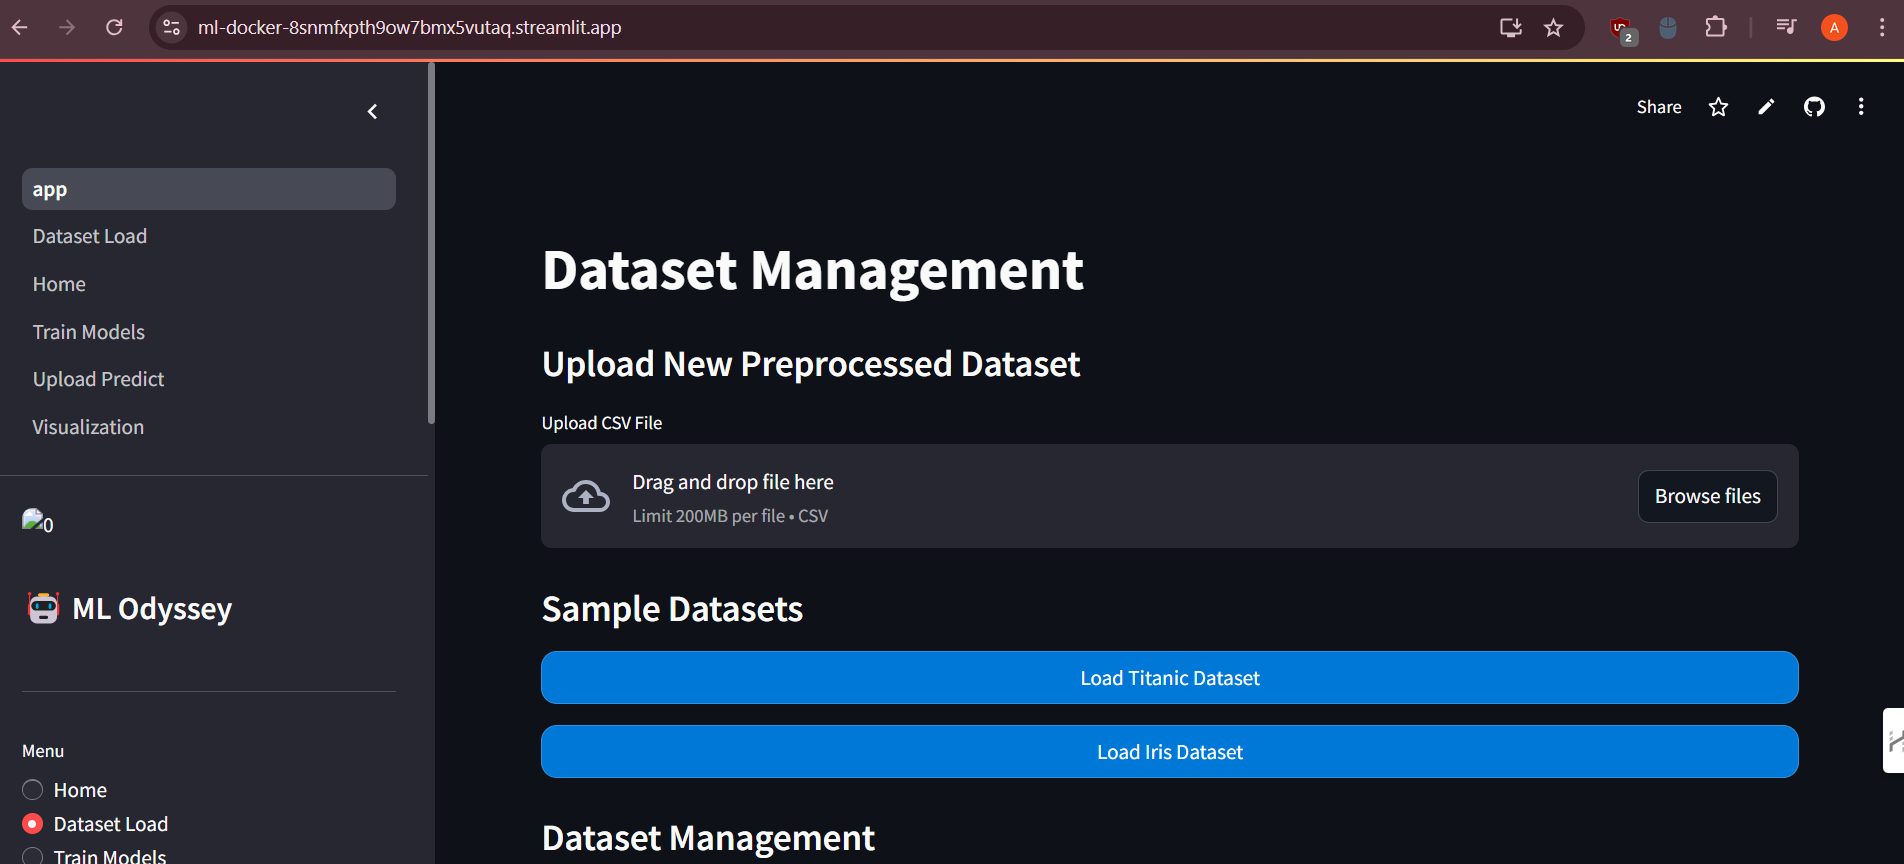 ml-docker-8snmfxpth9ow7bmx5vutaq.streamlit.app
2
A
Share
app
Dataset Load
Home
Train Models
Upload Predict
Visualization
0
ML Odyssey
Menu
Home
Dataset Load
Train Models
Dataset Management
Upload New Preprocessed Dataset
Upload CSV File
Drag and drop file here
Limit 200MB per file • CSV
Browse files
Sample Datasets
Load Titanic Dataset
Load Iris Dataset
Dataset Management